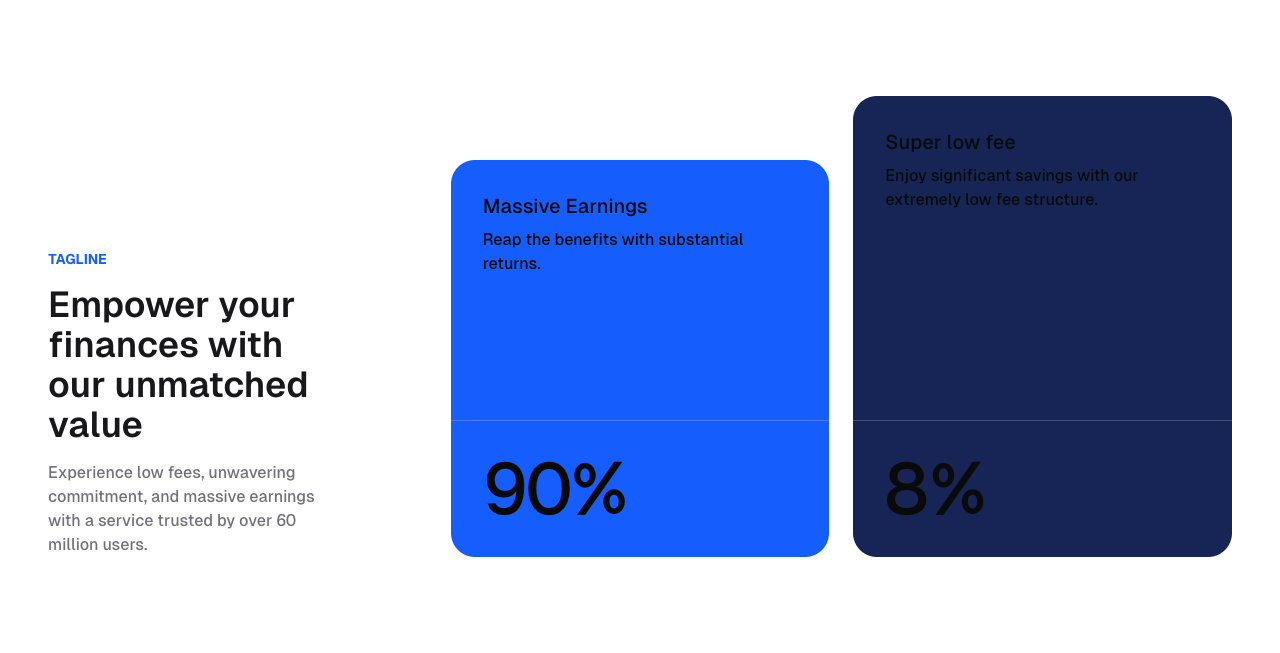 TAGLINE
Empower your
finances with
our unmatched
value
Experience low fees, unwavering
commitment, and massive earnings
with a service trusted by over 60
million users.
Massive Earnings
Reap the benefits with substantial
returns.
90%
Super low fee
Enjoy significant savings with our
extremely low fee structure.
8%